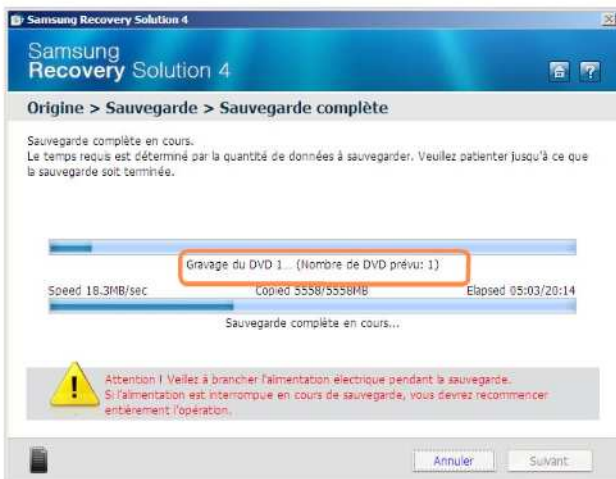 Samsung Recovery Solution 4
Samsung
Recovery Solution 4
Origine > Sauvegarde > Sauvegarde complète
Sauvegarde complète en cours.
Le temps requis est déterminé par la quantité de données à sauvegarder. Veuillez patienter jusqu'à ce que
la sauvegarde soit terminée.
Gravage du DVD 1... (Nombre de DVD prévu: 1)
Speed 18.3MB/sec Copied 5558/5558MB Elapsed 05:03/20:14
Sauvegarde complète en cours...
Attention ! Veillez à brancher l'alimentation électrique pendant la sauvegarde.
Si l'alimentation est interrompue en cours de sauvegarde, vous devrez recommencer
entièrement l'opération.
Annuler Suivant